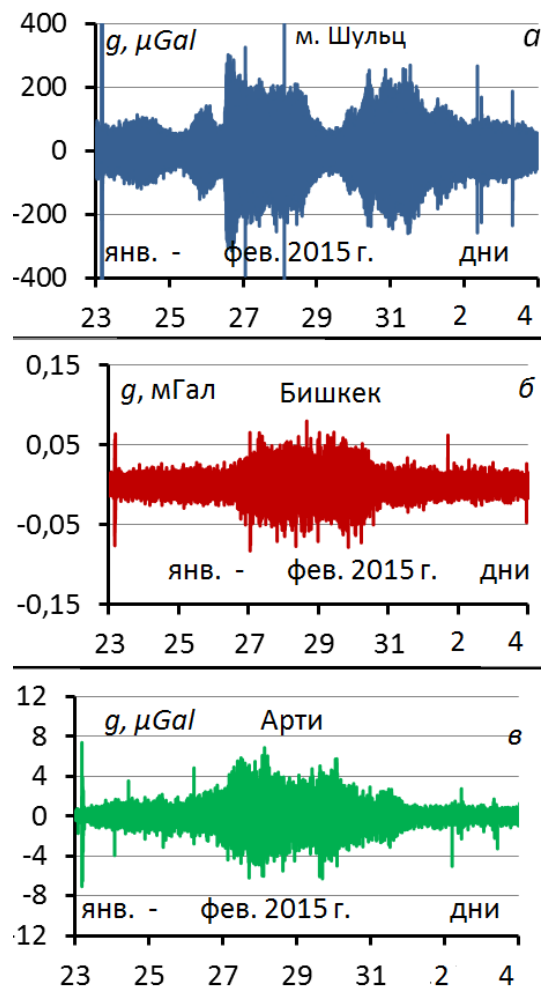 400
g, µGal м. Шульц а
200
0
-200
янв. - фев. 2015 г. дни
-400
23 25 27 29 31 2 4
0,15
g, мГал Бишкек б
0,05
-0,05
янв. - фев. 2015 г. дни
-0,15
23 25 27 29 31 2 4
12
g, µGal Арти в
8
4
0
-4
-8
янв. - фев. 2015 г. дни
-12
23 25 27 29 31 2 4